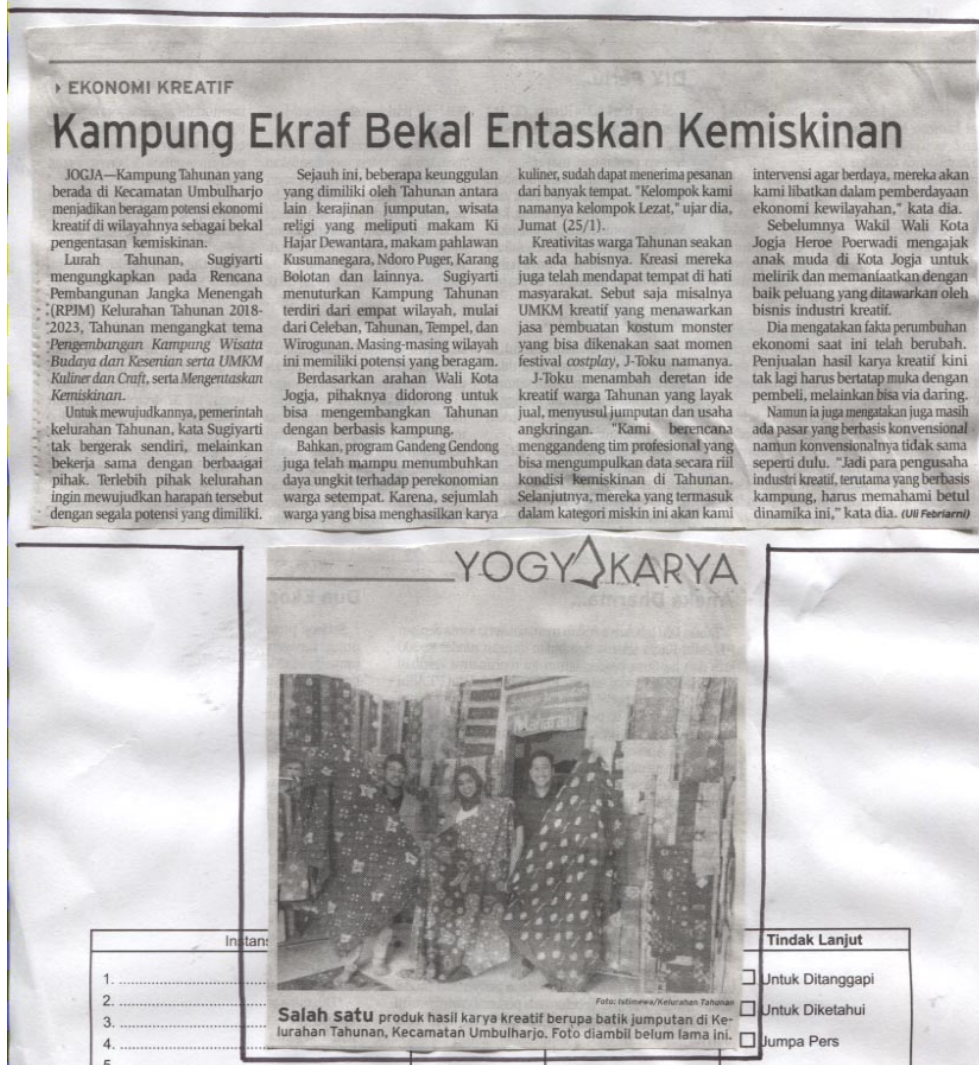 EKONOMI KREATIF
Kampung Ekraf Bekal Entaskan Kemiskinan
JOGJA—Kampung Tahunan yang
berada di Kecamatan Umbulharjo
menjadikan beragam potensi ekonomi
kreatif di wilayahnya sebagai bekal
pengentasan kemiskinan.
Lurah Tahunan, Sugiyarti
mengungkapkan pada Rencana
Pembangunan Jangka Menengah
(RPJM) Kelurahan Tahunan 2018-
2023, Tahunan mengangkat tema
Pengembangan Kampung Wisata
Budaya dan Kesenian serta UMKM
Kuliner dan Craft, serta Mengentaskan
Kemiskinan.
Untuk mewujudkannya, pemerintah
kelurahan Tahunan, kata Sugiyarti
tak bergerak sendiri, melainkan
bekerja sama dengan berbaagai
pihak. Terlebih pihak kelurahan
ingin mewujudkan harapan tersebut
dengan segala potensi yang dimiliki.
Sejauh ini, beberapa keunggulan
yang dimiliki oleh Tahunan antara
lain kerajinan jumputan, wisata
religi yang meliputi makam Ki
Hajar Dewantara, makam pahlawan
Kusumanegara, Ndoro Puger, Karang
Bolotan dan lainnya. Sugiyarti
menuturkan Kampung Tahunan
terdiri dari empat wilayah, mulai
dari Celeban, Tahunan, Tempel, dan
Wirogunan. Masing-masing wilayah
ini memiliki potensi yang beragam.
Berdasarkan arahan Wali Kota
Jogja, pihaknya didorong untuk
bisa mengembangkan Tahunan
dengan berbasis kampung.
Bahkan, program Gandeng Gendong
juga telah mampu menumbuhkan
daya ungkit terhadap perekonomian
warga setempat. Karena, sejumlah
warga yang bisa menghasilkan karya
kuliner, sudah dapat menerima pesanan
dari banyak tempat. "Kelompok kami
namanya kelompok Lezat," ujar dia,
Jumat (25/1).
Kreativitas warga Tahunan seakan
tak ada habisnya. Kreasi mereka
juga telah mendapat tempat di hati
masyarakat. Sebut saja misalnya
UMKM kreatif yang menawarkan
jasa pembuatan kostum monster
yang bisa dikenakan saat momen
festival costplay, J-Toku namanya.
J-Toku menambah deretan ide
kreatif warga Tahunan yang layak
jual, menyusul jumputan dan usaha
angkringan. "Kami berencana
menggandeng tim profesional yang
bisa mengumpulkan data secara riil
kondisi kemiskinan di Tahunan.
Selanjutnya, mereka yang termasuk
dalam kategori miskin ini akan kami
intervensi agar berdaya, mereka akan
kami libatkan dalam pemberdayaan
ekonomi kewilayahan," kata dia.
Sebelumnya Wakil Wali Kota
Jogja Heroe Poerwadi mengajak
anak muda di Kota Jogja untuk
melirik dan memanfaatkan dengan
baik peluang yang ditawarkan oleh
bisnis industri kreatif.
Dia mengatakan fakta perumbuhan
ekonomi saat ini telah berubah.
Penjualan hasil karya kreatif kini
tak lagi harus bertatap muka dengan
pembeli, melainkan bisa via daring.
Namun ia juga mengatakan juga masih
ada pasar yang berbasis konvensional
namun konvensionalnya tidak sama
seperti dulu. "Jadi para pengusaha
industri kreatif, terutama yang berbasis
kampung, harus memahami betul
dinamika ini," kata dia. (Uli Febriarni)
YOGYAKARYA
Maharani
Foto: Istimewa/Kelurahan Tahunan
Salah satu produk hasil karya kreatif berupa batik jumputan di Ke-
lurahan Tahunan, Kecamatan Umbulharjo. Foto diambil belum lama ini.
Instans
1.
2.
3.
4.
5.
Tindak Lanjut
Untuk Ditanggapi
Untuk Diketahui
Jumpa Pers